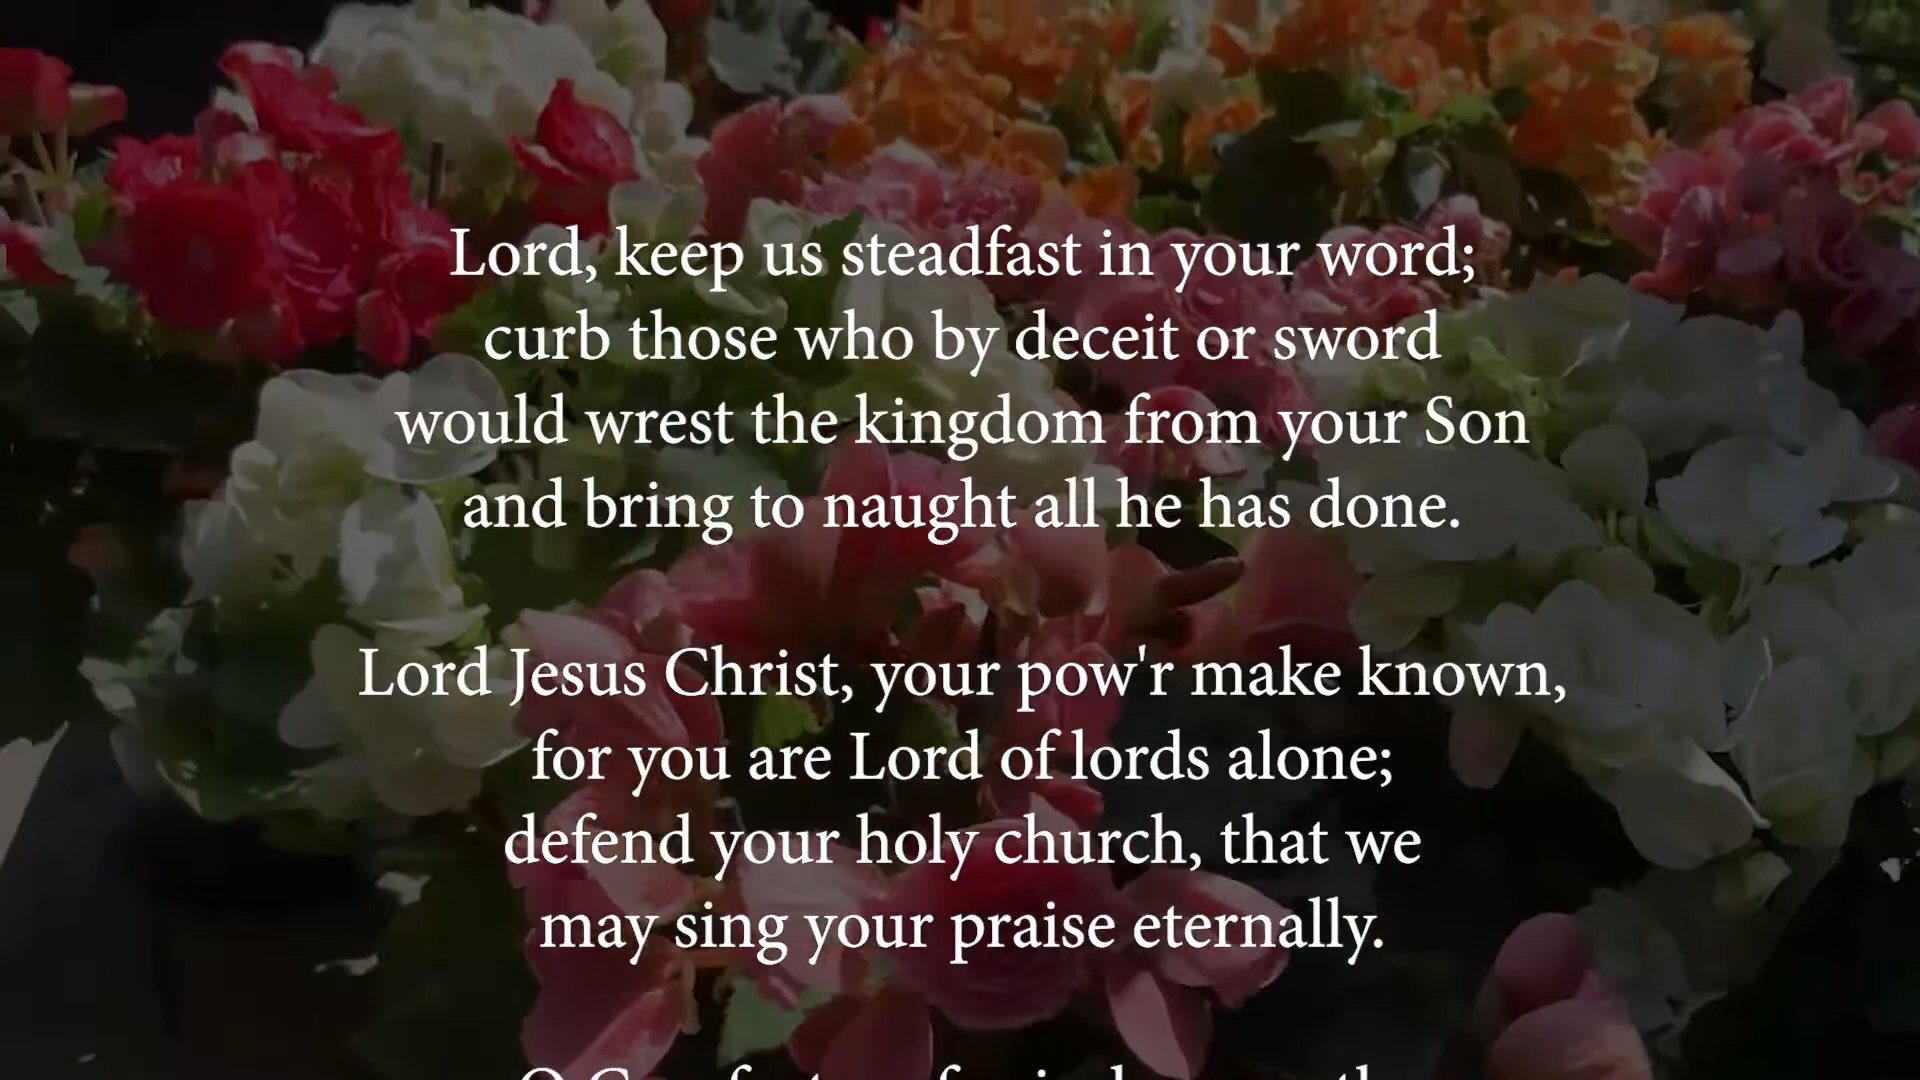 Lord, keep us steadfast in your word;
curb those who by deceit or sword
would wrest the kingdom from your Son
and bring to naught all he has done.
Lord Jesus Christ, your pow'r make known,
for you are Lord of lords alone;
defend your holy church, that we
may sing your praise eternally.